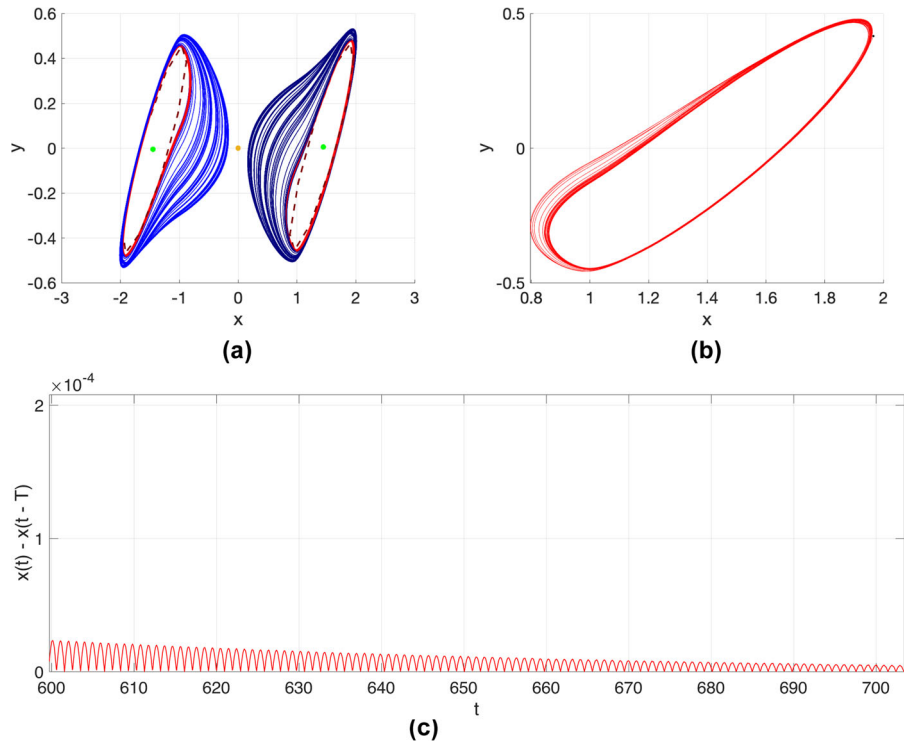 0.6
0.4
0.2
0
-0.2
-0.4
-0.6
y
-3 -2 -1 0 1 2 3
x
(a)
0.5
0
-0.5
y
0.8 1 1.2 1.4 1.6 1.8 2
x
(b)
×10⁻⁴
2
1
0
x(t) - x(t - T)
600 610 620 630 640 650 660 670 680 690 700
t
(c)